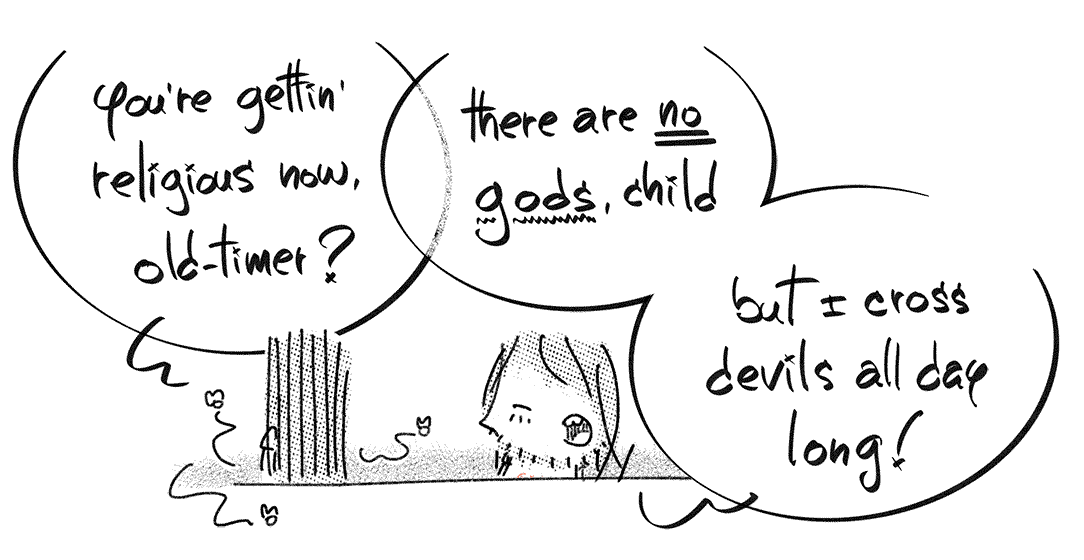 you're gettin'
religious now,
old-timer?
there are no
gods, child
but I cross
devils all day
long!